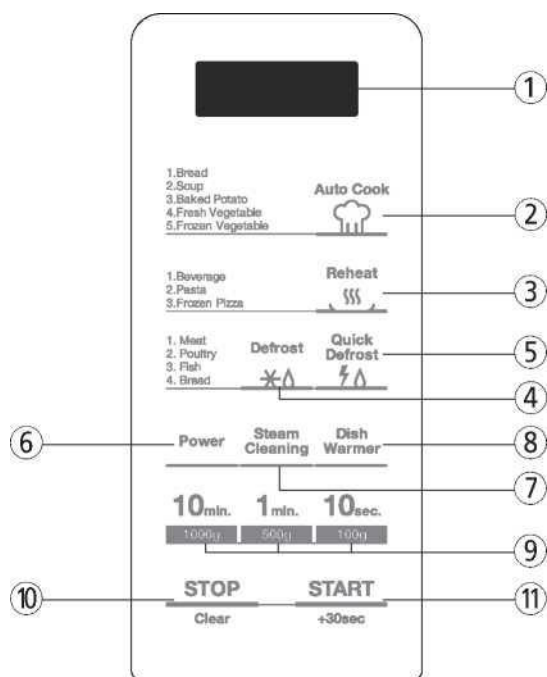 ①
1.Bread
2.Soup
3.Baked Potato
4.Fresh Vegetable
5.Frozen Vegetable
Auto Cook
②
1.Beverage
2.Pasta
3.Frozen Pizza
Reheat
③
1. Meat
2. Poultry
3. Fish
4. Bread
Defrost
Quick
Defrost
⑤
④
⑥
Power
Steam
Cleaning
Dish
Warmer
⑧
⑦
10min. 1min. 10sec.
1000g 500g 100g
⑨
⑩
STOP
Clear
START
+30sec
⑪